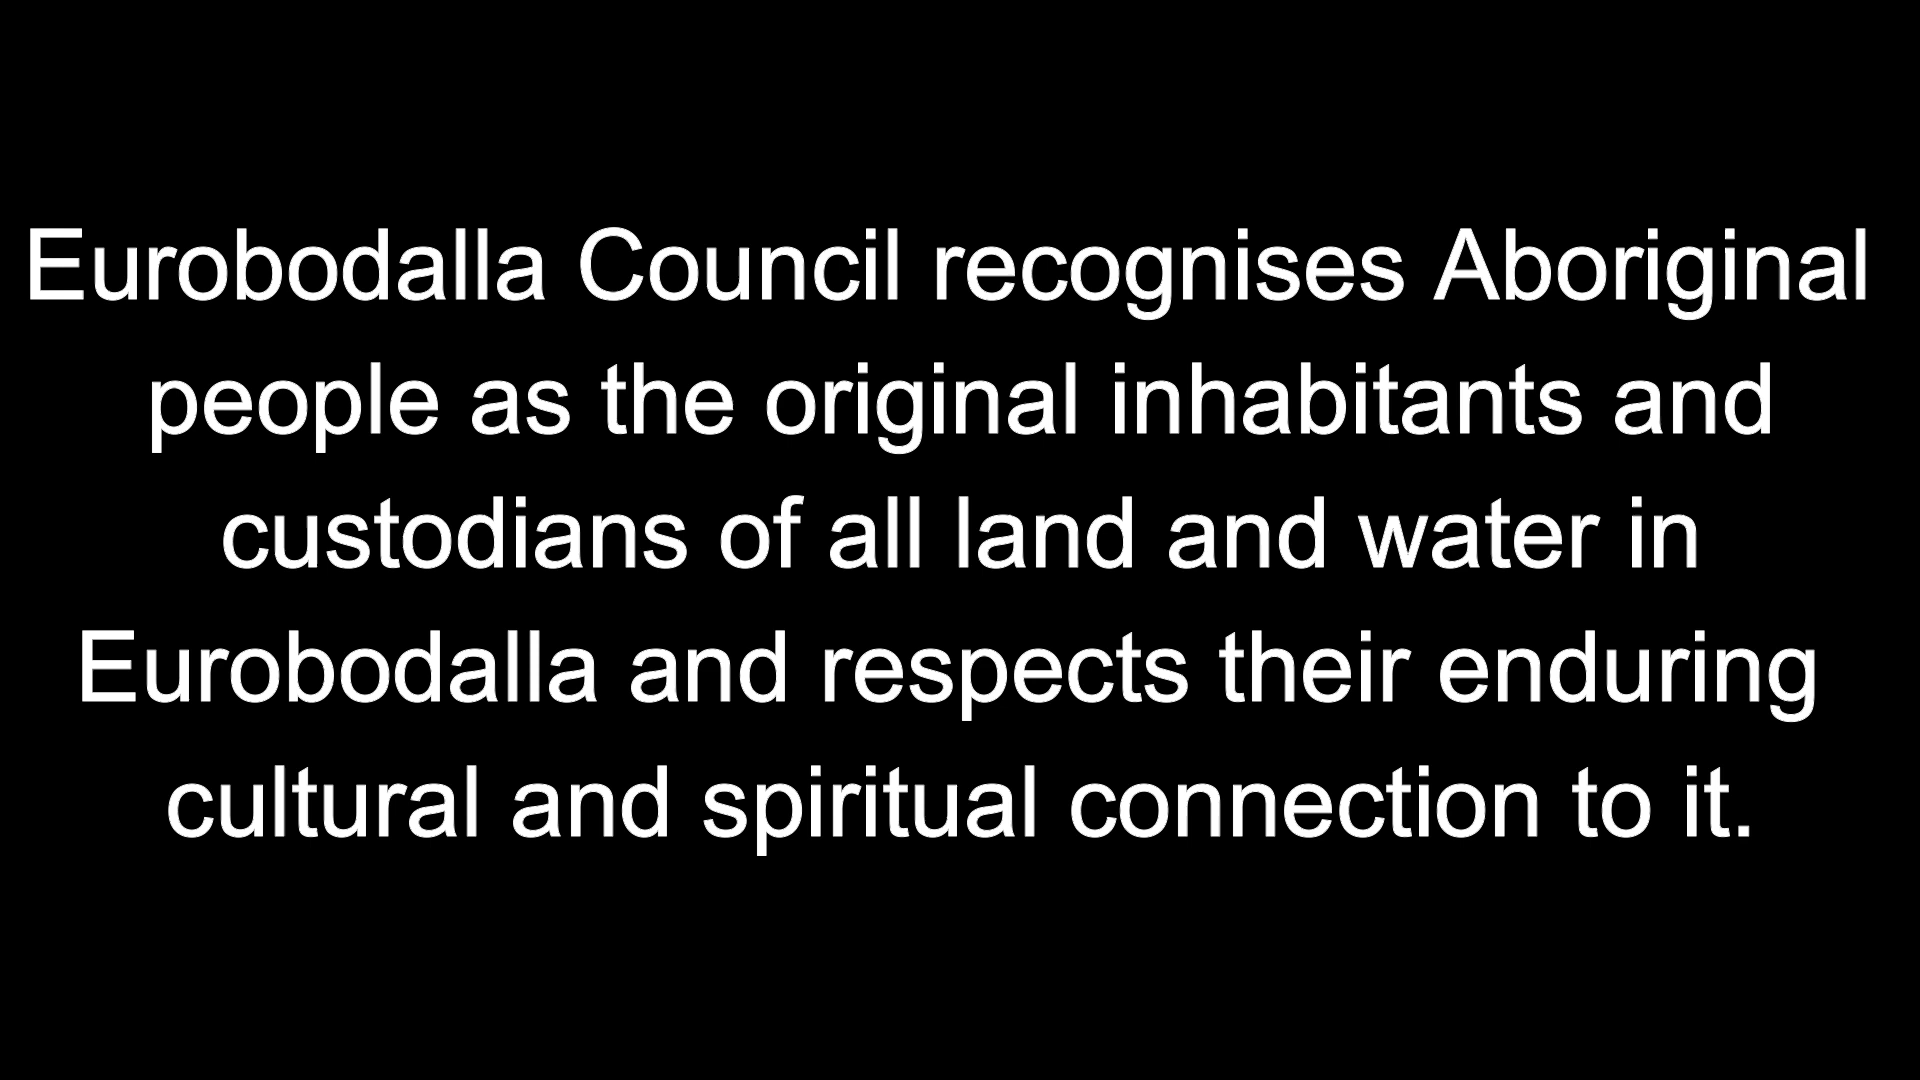 Eurobodalla Council recognises Aboriginal
people as the original inhabitants and
custodians of all land and water in
Eurobodalla and respects their enduring
cultural and spiritual connection to it.